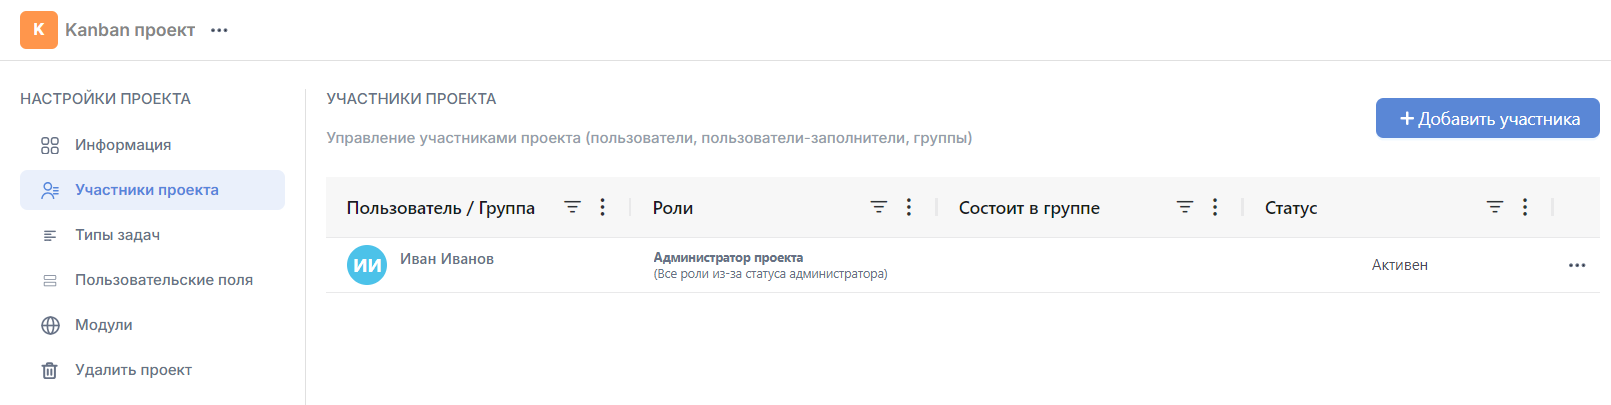 K Kanban проект ...
НАСТРОЙКИ ПРОЕКТА
Информация
Участники проекта
Типы задач
Пользовательские поля
Модули
Удалить проект
УЧАСТНИКИ ПРОЕКТА
Управление участниками проекта (пользователи, пользователи-заполнители, группы)
+ Добавить участника
Пользователь / Группа Роли Состоит в группе Статус
ИИ Иван Иванов Администратор проекта Активен ...
(Все роли из-за статуса администратора)